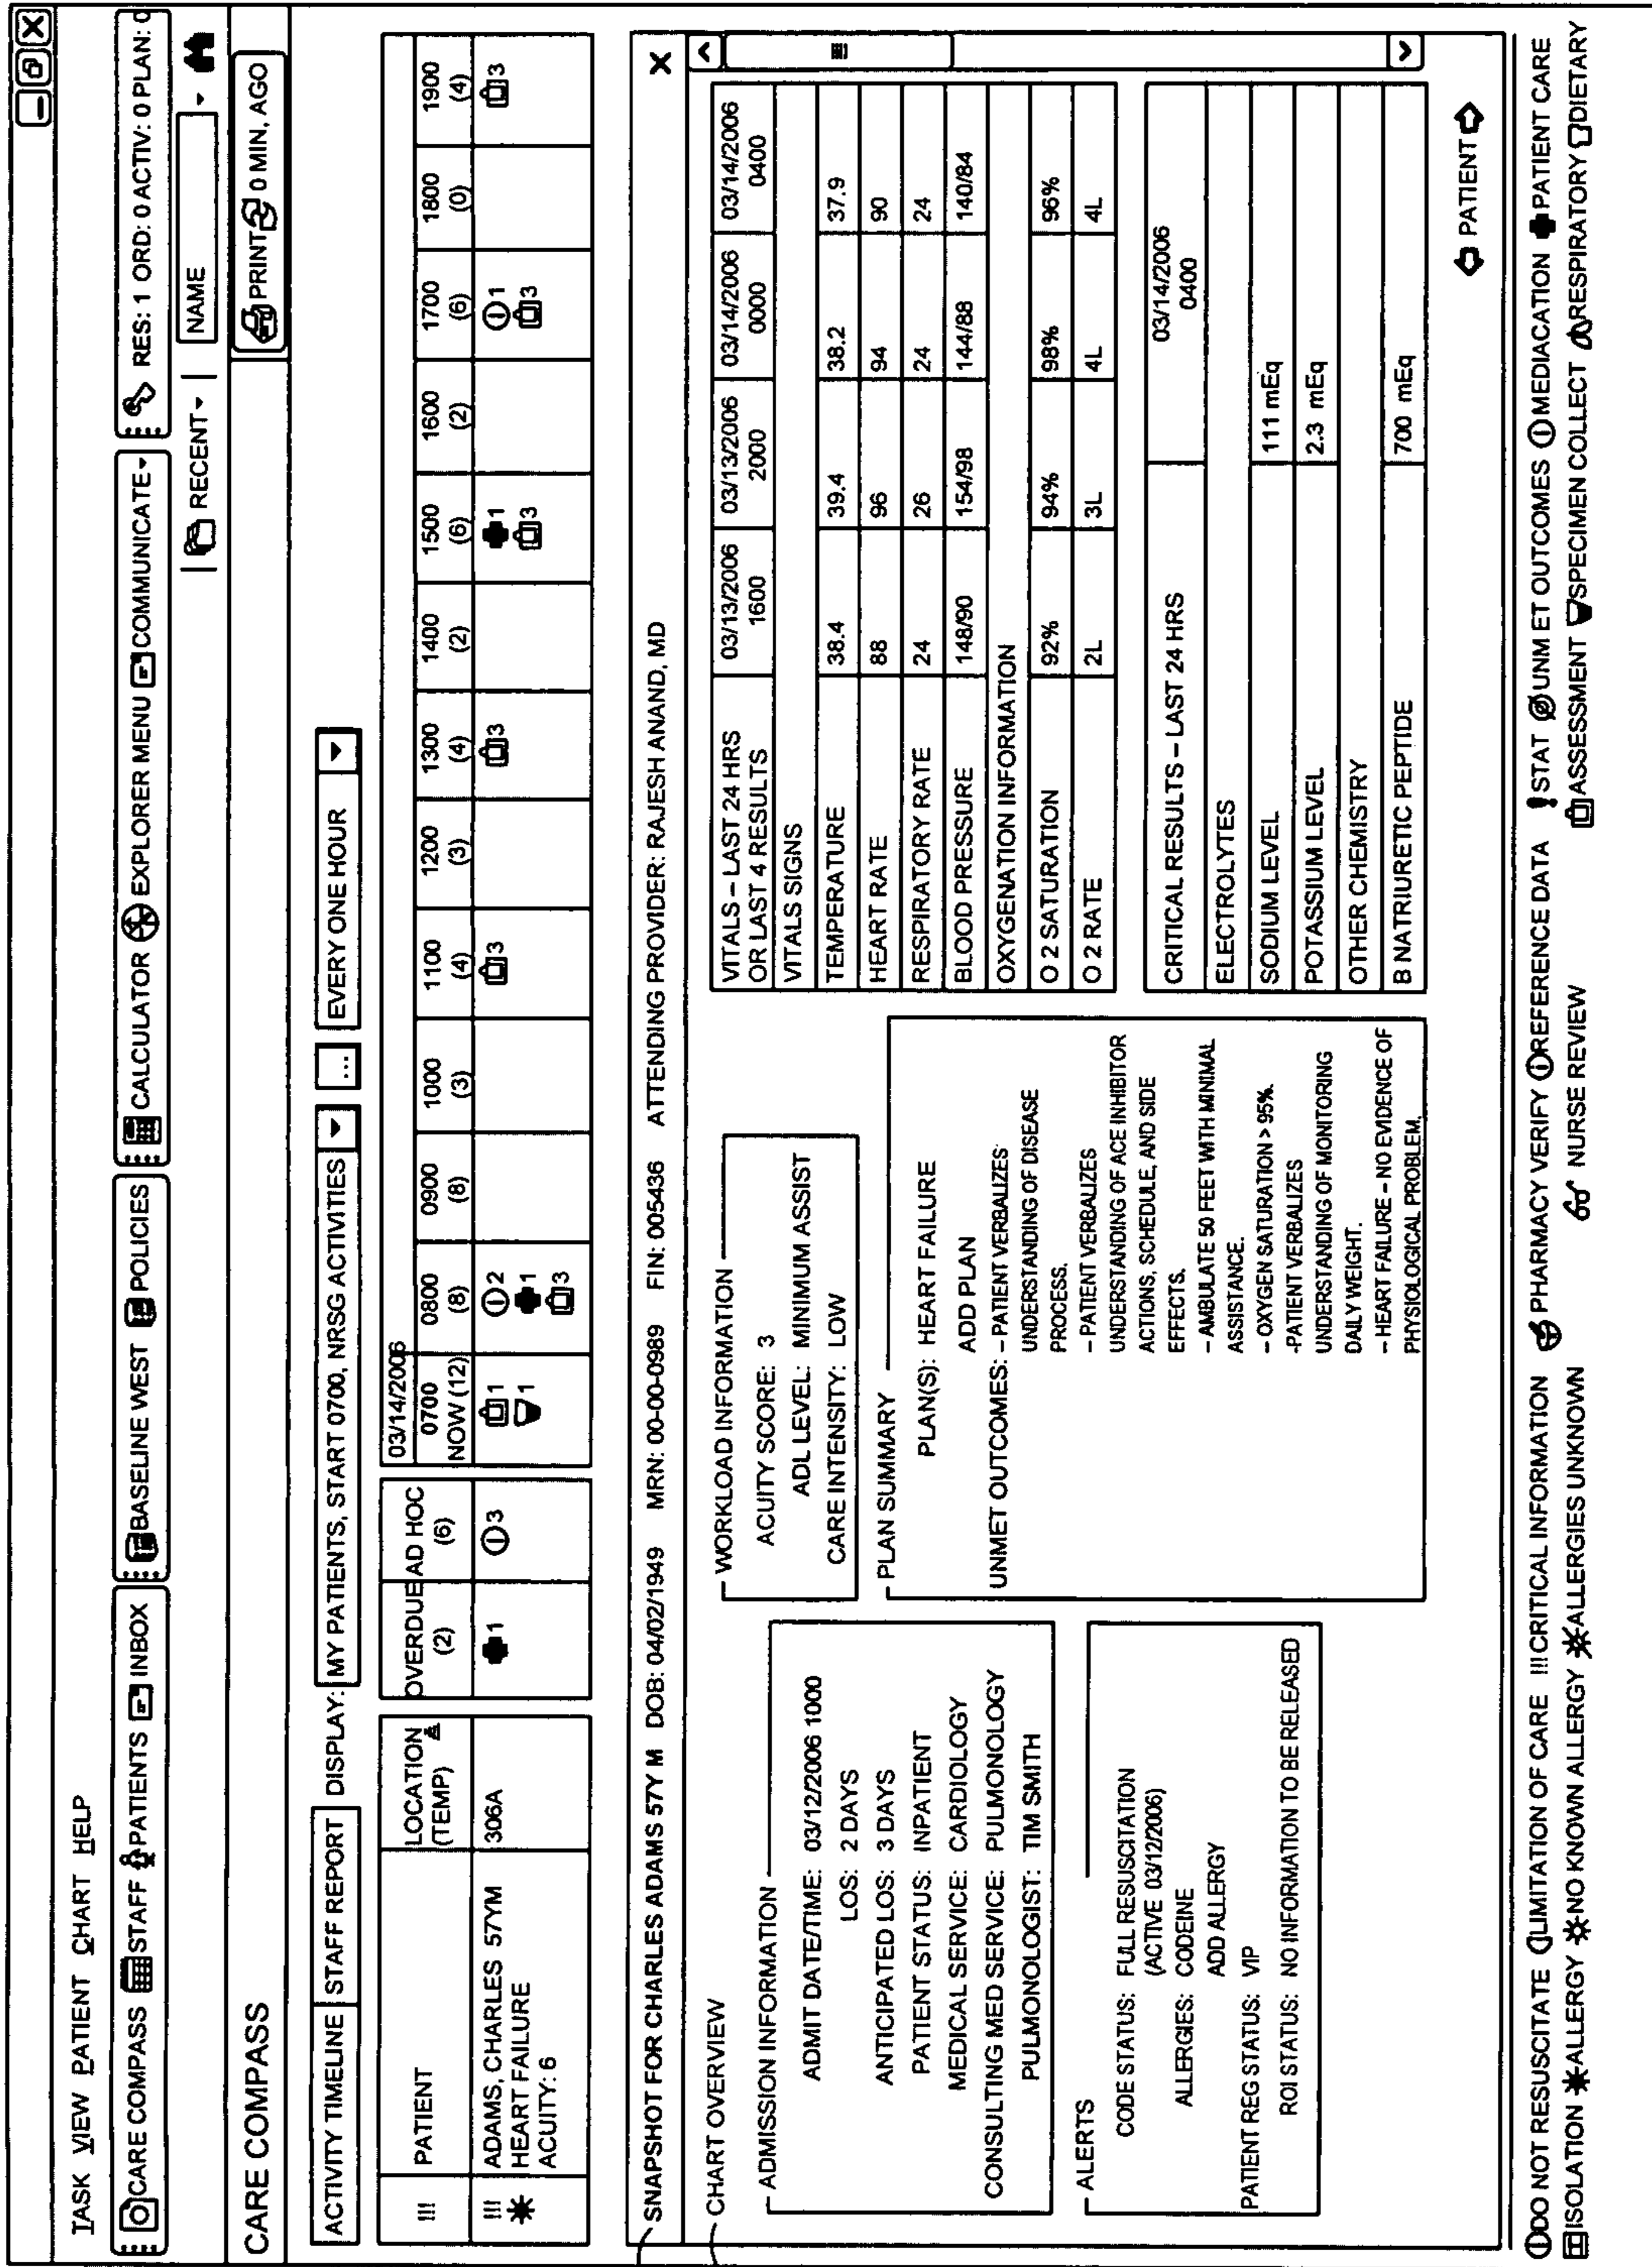 TASK VIEW PATIENT CHART HELP
CARE COMPASS STAFF PATIENTS INBOX BASELINE WEST POLICIES CALCULATOR EXPLORER MENU COMMUNICATE RES: 1 ORD: 0 ACTIV: 0 PLAN: 0
RECENT NAME
CARE COMPASS PRINT 0 MIN, AGO
ACTIVITY TIMELINE STAFF REPORT DISPLAY: MY PATIENTS, START 0700, NRSG ACTIVITIES ... EVERY ONE HOUR
03/14/2006
!!! PATIENT LOCATION (TEMP) OVERDUE (2) AD HOC (6) 0700 NOW (12) 0800 (8) 0900 (8) 1000 (3) 1100 (4) 1200 (3) 1300 (4) 1400 (2) 1500 (6) 1600 (2) 1700 (6) 1800 (0) 1900 (4)
!!! ADAMS, CHARLES 57YM 306A 1 3 1 2 3 3 1 1 3
HEART FAILURE 1 1 3 3
ACUITY: 6 3
SNAPSHOT FOR CHARLES ADAMS 57Y M DOB: 04/02/1949 MRN: 00-00-0989 FIN: 005436 ATTENDING PROVIDER: RAJESH ANAND, MD X
CHART OVERVIEW
ADMISSION INFORMATION
ADMIT DATE/TIME: 03/12/2006 1000
LOS: 2 DAYS
ANTICIPATED LOS: 3 DAYS
PATIENT STATUS: INPATIENT
MEDICAL SERVICE: CARDIOLOGY
CONSULTING MED SERVICE: PULMONOLOGY
PULMONOLOGIST: TIM SMITH
ALERTS
CODE STATUS: FULL RESUSCITATION
(ACTIVE 03/12/2006)
ALLERGIES: CODEINE
ADD ALLERGY
PATIENT REG STATUS: VIP
ROI STATUS: NO INFORMATION TO BE RELEASED
WORKLOAD INFORMATION
ACUITY SCORE: 3
ADL LEVEL: MINIMUM ASSIST
CARE INTENSITY: LOW
PLAN SUMMARY
PLAN(S): HEART FAILURE
ADD PLAN
UNMET OUTCOMES: – PATIENT VERBALIZES
UNDERSTANDING OF DISEASE
PROCESS.
– PATIENT VERBALIZES
UNDERSTANDING OF ACE INHIBITOR
ACTIONS, SCHEDULE, AND SIDE
EFFECTS.
– AMBULATE 50 FEET WITH MINIMAL
ASSISTANCE.
– OXYGEN SATURATION > 95%.
-PATIENT VERBALIZES
UNDERSTANDING OF MONITORING
DAILY WEIGHT.
– HEART FAILURE – NO EVIDENCE OF
PHYSIOLOGICAL PROBLEM.
VITALS – LAST 24 HRS 03/13/2006 03/13/2006 03/14/2006 03/14/2006
OR LAST 4 RESULTS 1600 2000 0000 0400
VITALS SIGNS
TEMPERATURE 38.4 39.4 38.2 37.9
HEART RATE 88 96 94 90
RESPIRATORY RATE 24 26 24 24
BLOOD PRESSURE 148/90 154/98 144/88 140/84
OXYGENATION INFORMATION
O 2 SATURATION 92% 94% 98% 96%
O 2 RATE 2L 3L 4L 4L
CRITICAL RESULTS – LAST 24 HRS 03/14/2006 0400
ELECTROLYTES
SODIUM LEVEL 111 mEq
POTASSIUM LEVEL 2.3 mEq
OTHER CHEMISTRY
B NATRIURETIC PEPTIDE 700 mEq
PATIENT
DO NOT RESUSCITATE LIMITATION OF CARE !!! CRITICAL INFORMATION PHARMACY VERIFY REFERENCE DATA STAT UNM ET OUTCOMES MEDIACATION PATIENT CARE
ISOLATION ALLERGY NO KNOWN ALLERGY ALLERGIES UNKNOWN NURSE REVIEW ASSESSMENT SPECIMEN COLLECT RESPIRATORY DIETARY